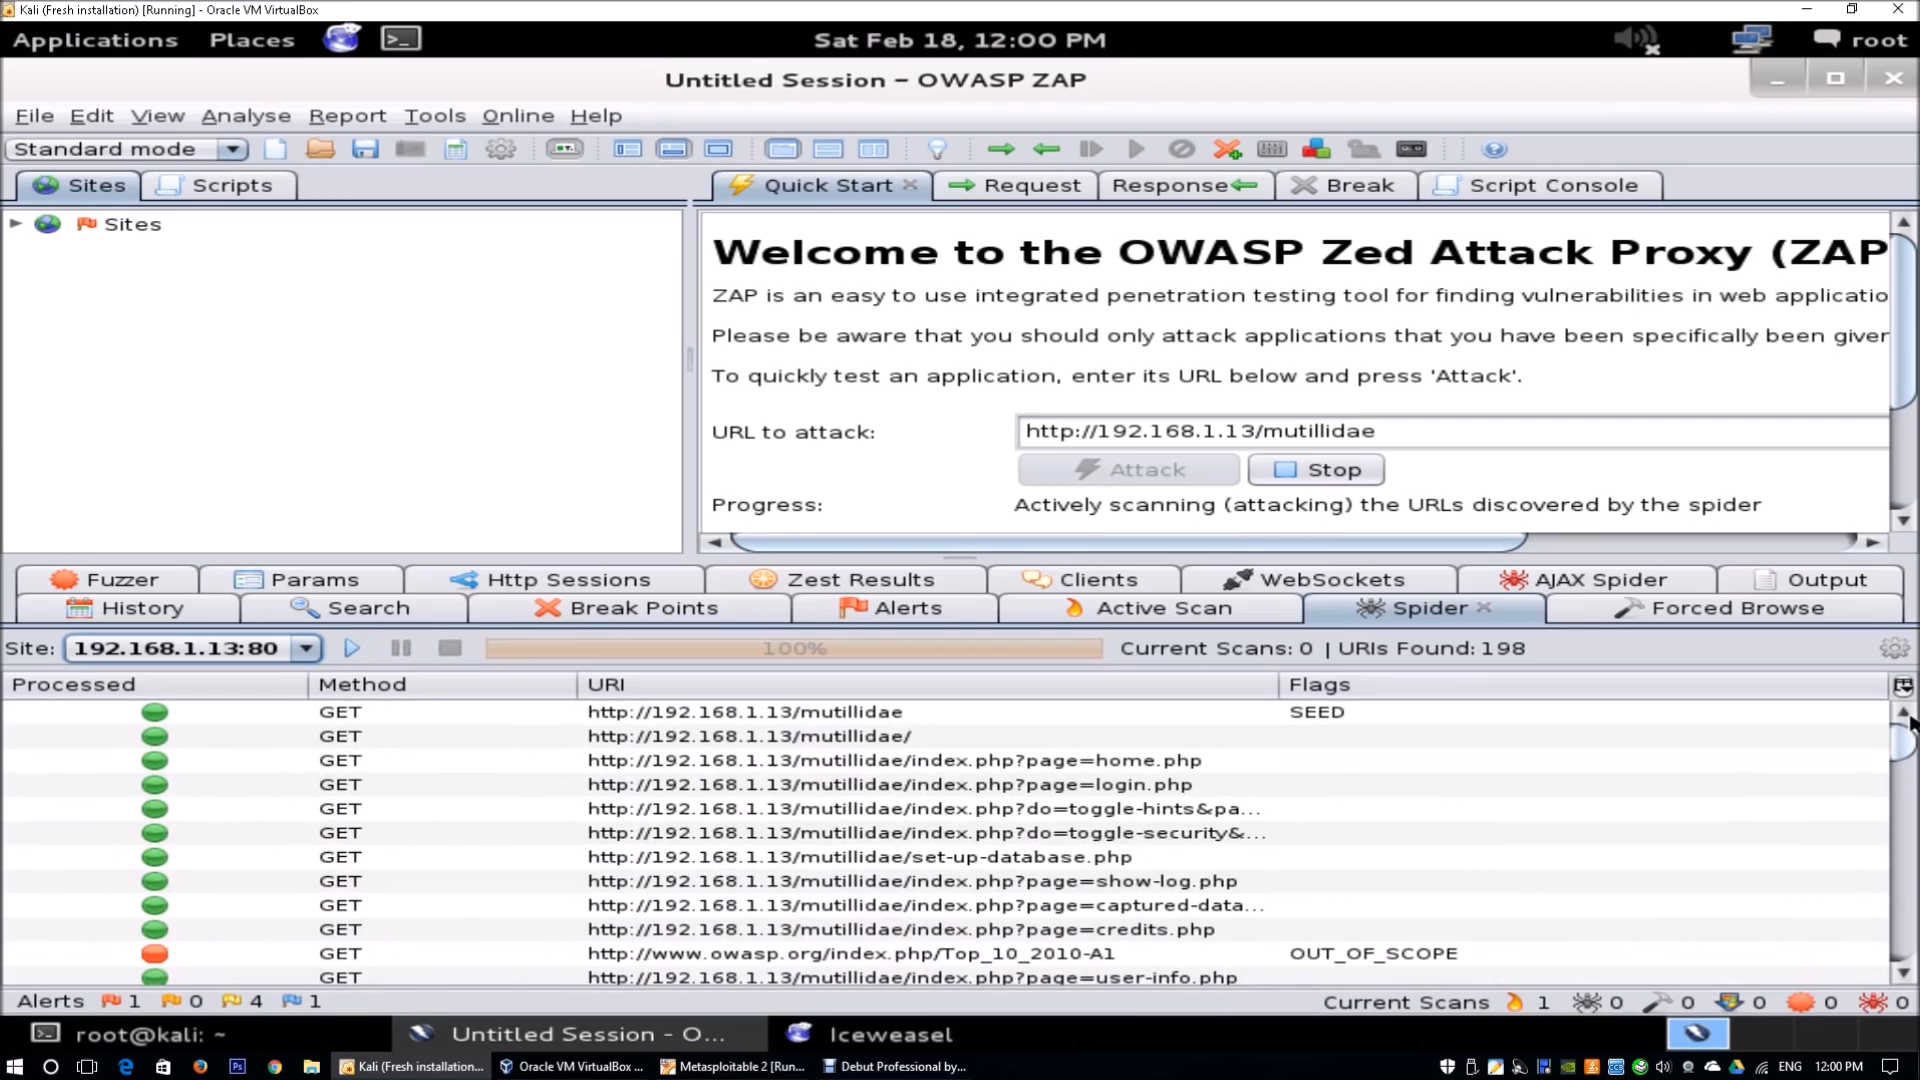 Kali (Fresh installation) [Running] - Oracle VM VirtualBox
Applications Places Sat Feb 18, 12:00 PM root
Untitled Session - OWASP ZAP
File Edit View Analyse Report Tools Online Help
Standard mode
Sites Scripts Quick Start Request Response Break Script Console
Sites
Welcome to the OWASP Zed Attack Proxy (ZAP
ZAP is an easy to use integrated penetration testing tool for finding vulnerabilities in web applicatio
Please be aware that you should only attack applications that you have been specifically been giver
To quickly test an application, enter its URL below and press 'Attack'.
URL to attack: http://192.168.1.13/mutillidae
Attack Stop
Progress: Actively scanning (attacking) the URLs discovered by the spider
Fuzzer Params Http Sessions Zest Results Clients WebSockets AJAX Spider Output
History Search Break Points Alerts Active Scan Spider Forced Browse
Site: 192.168.1.13:80 100% Current Scans: 0 | URIs Found: 198
Processed Method URI Flags
GET http://192.168.1.13/mutillidae SEED
GET http://192.168.1.13/mutillidae/
GET http://192.168.1.13/mutillidae/index.php?page=home.php
GET http://192.168.1.13/mutillidae/index.php?page=login.php
GET http://192.168.1.13/mutillidae/index.php?do=toggle-hints&pa...
GET http://192.168.1.13/mutillidae/index.php?do=toggle-security&...
GET http://192.168.1.13/mutillidae/set-up-database.php
GET http://192.168.1.13/mutillidae/index.php?page=show-log.php
GET http://192.168.1.13/mutillidae/index.php?page=captured-data...
GET http://192.168.1.13/mutillidae/index.php?page=credits.php
GET http://www.owasp.org/index.php/Top_10_2010-A1 OUT_OF_SCOPE
GET http://192.168.1.13/mutillidae/index.php?page=user-info.php
Alerts 1 0 4 1 Current Scans 1 0 0 0 0 0
root@kali: ~ Untitled Session - O... Iceweasel
Kali (Fresh installation... Oracle VM VirtualBox ... Metasploitable 2 [Run... Debut Professional by... ENG 12:00 PM